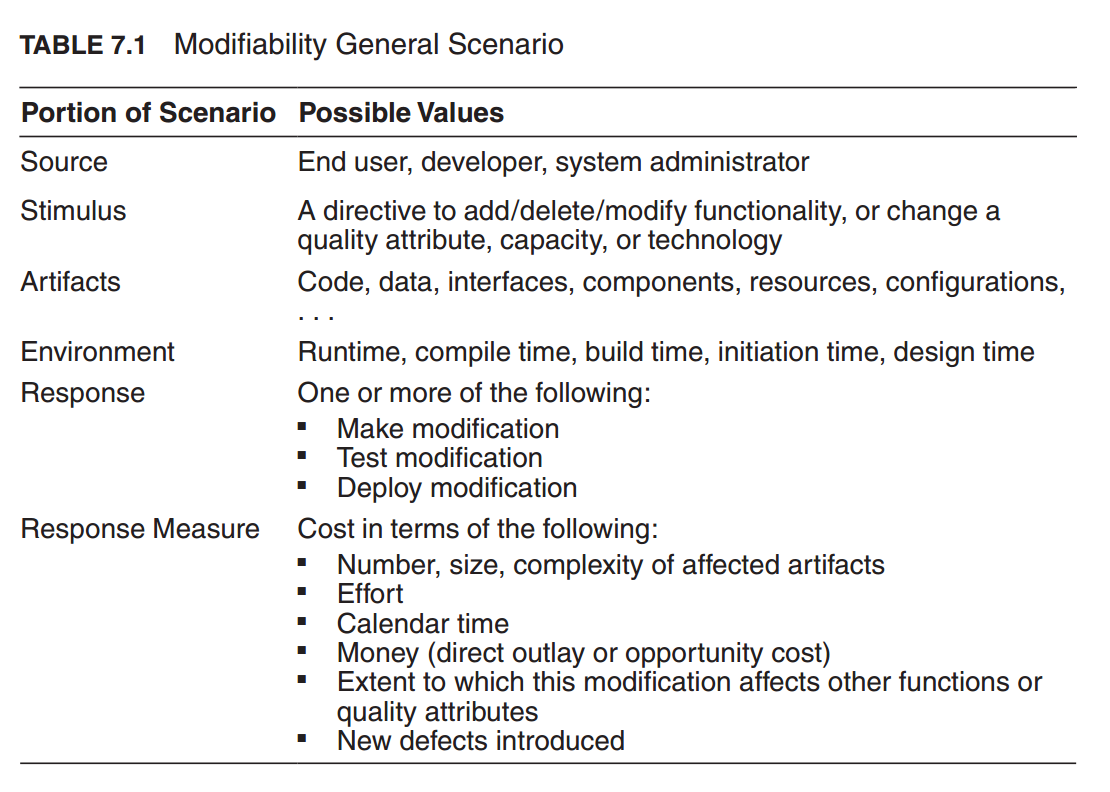 TABLE 7.1 Modifiability General Scenario
Portion of Scenario Possible Values
Source End user, developer, system administrator
Stimulus A directive to add/delete/modify functionality, or change a
quality attribute, capacity, or technology
Artifacts Code, data, interfaces, components, resources, configurations,
. . .
Environment Runtime, compile time, build time, initiation time, design time
Response One or more of the following:
▪ Make modification
▪ Test modification
▪ Deploy modification
Response Measure Cost in terms of the following:
▪ Number, size, complexity of affected artifacts
▪ Effort
▪ Calendar time
▪ Money (direct outlay or opportunity cost)
▪ Extent to which this modification affects other functions or
quality attributes
▪ New defects introduced